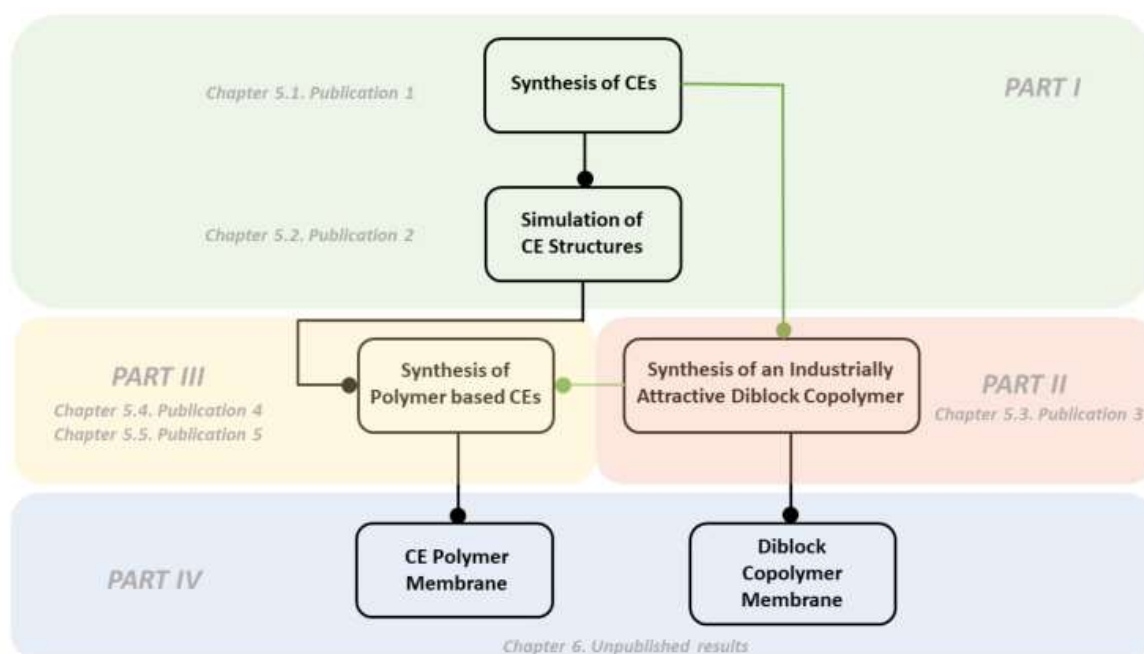 Synthesis of CEs
Chapter 5.1. Publication 1
PART I
Simulation of
CE Structures
Chapter 5.2. Publication 2
PART III
Chapter 5.4. Publication 4
Chapter 5.5. Publication 5
Synthesis of
Polymer based CEs
Synthesis of an Industrially
Attractive Diblock Copolymer
PART II
Chapter 5.3. Publication 3
PART IV
CE Polymer
Membrane
Diblock
Copolymer
Membrane
Chapter 6. Unpublished results